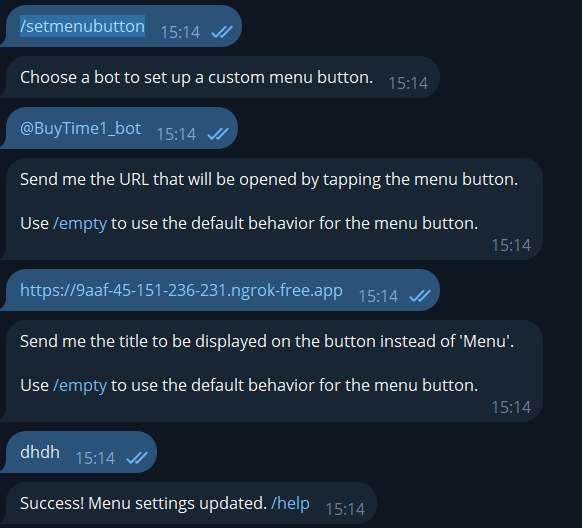 /setmenubutton 15:14
Choose a bot to set up a custom menu button. 15:14
@BuyTime1_bot 15:14
Send me the URL that will be opened by tapping the menu button.
Use /empty to use the default behavior for the menu button.
15:14
https://9aaf-45-151-236-231.ngrok-free.app 15:14
Send me the title to be displayed on the button instead of 'Menu'.
Use /empty to use the default behavior for the menu button.
15:14
dhdh 15:14
Success! Menu settings updated. /help 15:14